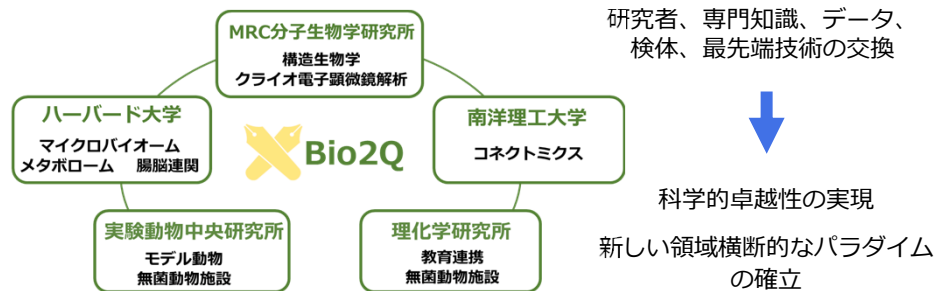 MRC分子生物学研究所
構造生物学
クライオ電子顕微鏡解析
ハーバード大学
マイクロバイオーム
メタボローム 腸脳連関
Bio2Q
南洋理工大学
コネクトミクス
実験動物中央研究所
モデル動物
無菌動物施設
理化学研究所
教育連携
無菌動物施設
研究者、専門知識、データ、
検体、最先端技術の交換
科学的卓越性の実現
新しい領域横断的なパラダイム
の確立